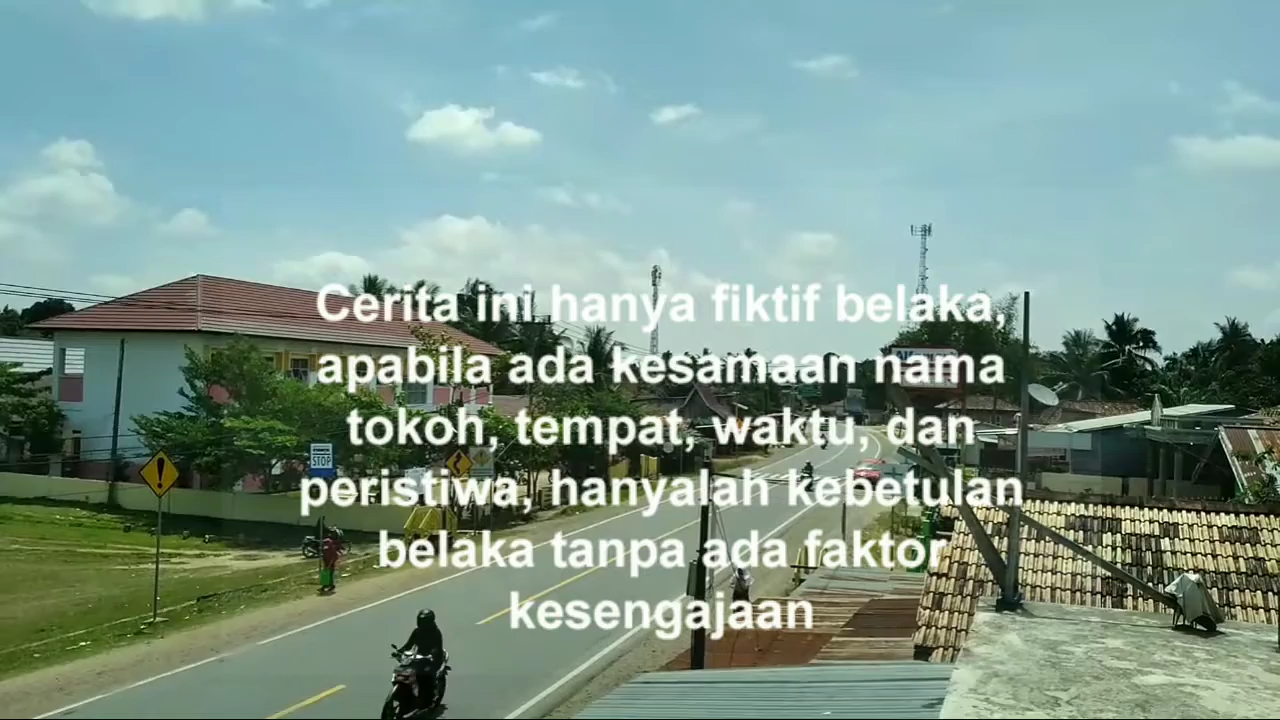 Cerita ini hanya fiktif belaka,
apabila ada kesamaan nama
tokoh, tempat, waktu, dan
peristiwa, hanyalah kebetulan
belaka tanpa ada faktor
kesengajaan
STOP